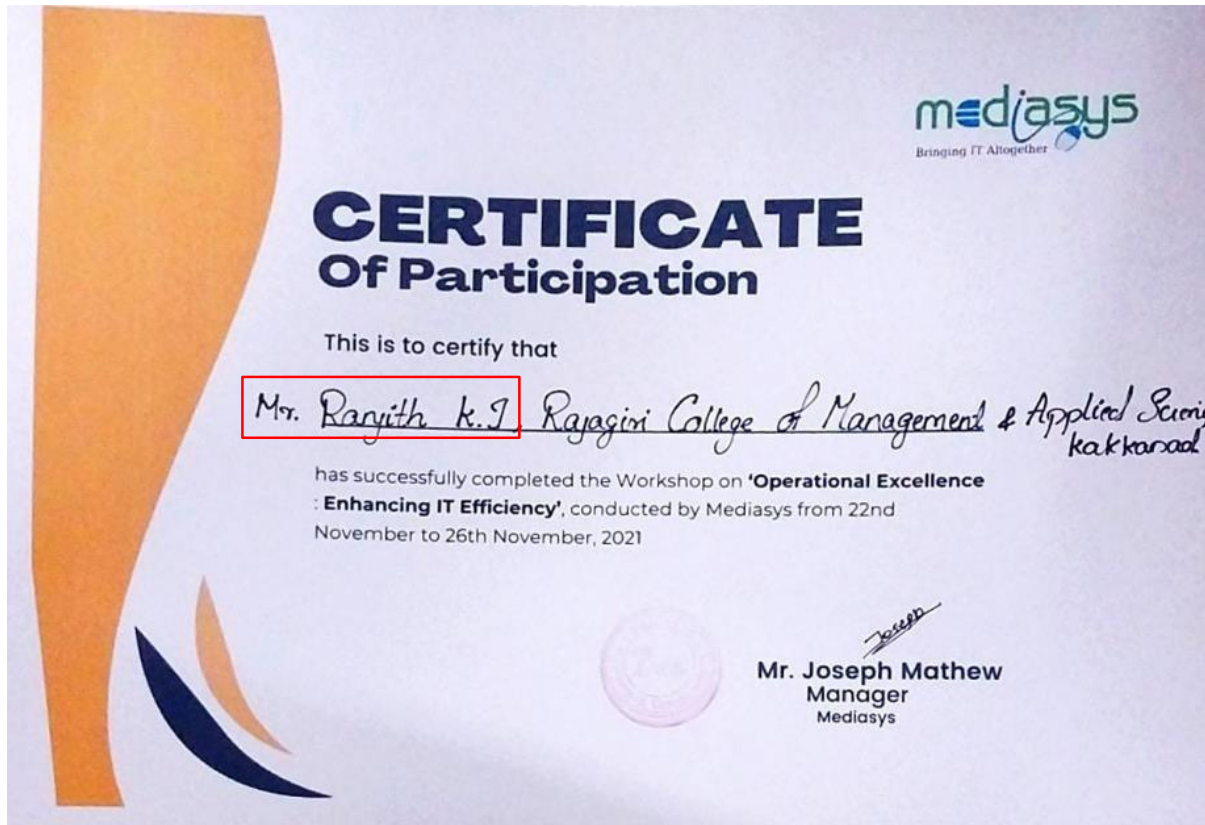 mediasys
Bringing IT Altogether
CERTIFICATE
Of Participation
This is to certify that
Mr. Ranjith K.J, Rajagiri College of Management & Applied
Kakkanad
has successfully completed the Workshop on ‘Operational Excellence
: Enhancing IT Efficiency’, conducted by Mediasys from 22nd
November to 26th November, 2021
Joseph
Mr. Joseph Mathew
Manager
Mediasys